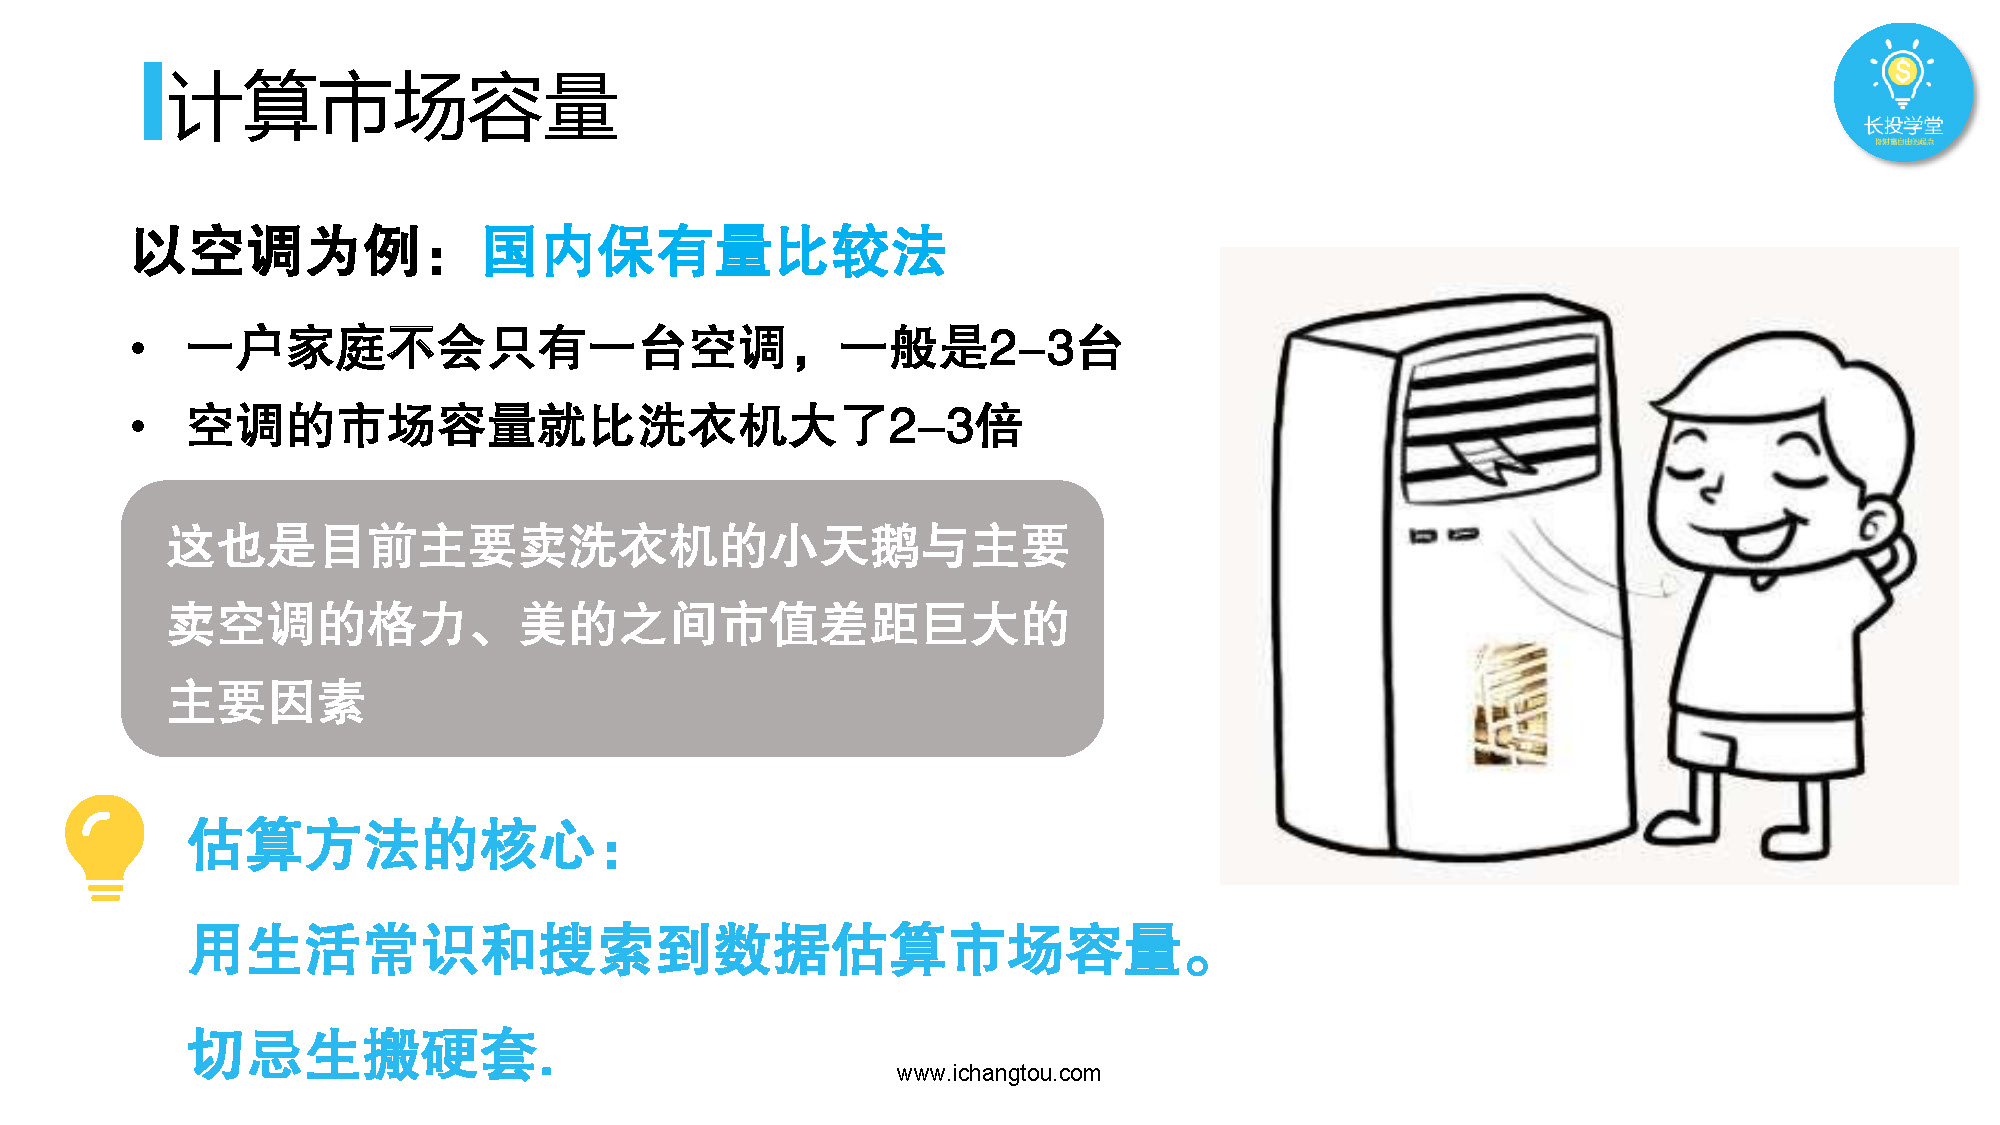 计算市场容量
长投学堂
以空调为例：国内保有量比较法
• 一户家庭不会只有一台空调，一般是2–3台
• 空调的市场容量就比洗衣机大了2–3倍
这也是目前主要卖洗衣机的小天鹅与主要
卖空调的格力、美的之间市值差距巨大的
主要因素
估算方法的核心：
用生活常识和搜索到数据估算市场容量。
切忌生搬硬套.
www.ichangtou.com